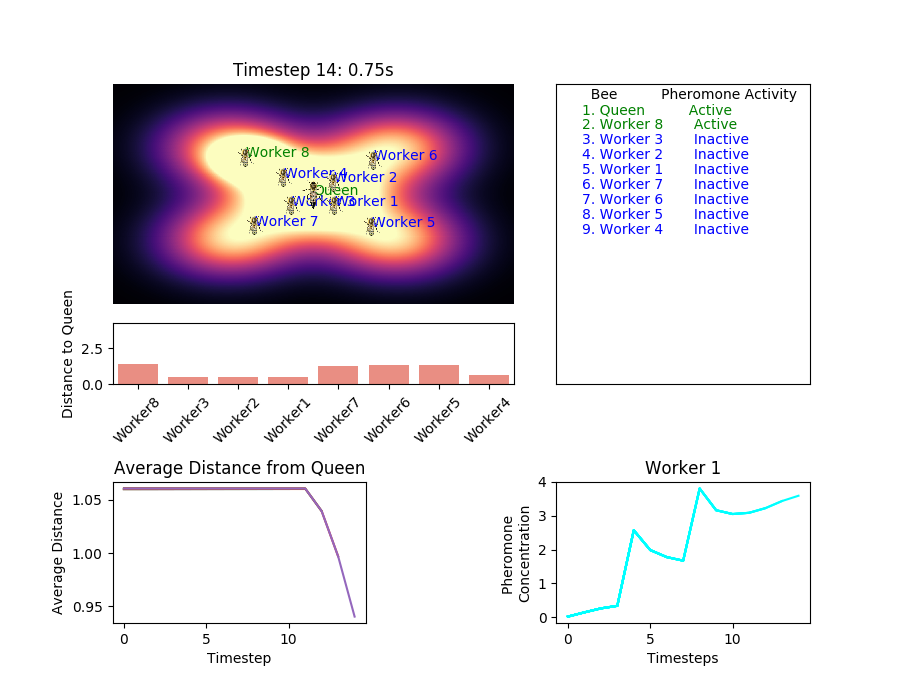 Timestep 14: 0.75s
Worker 8
Worker 6
Worker 4
Worker 2
Queen
Worker 3
Worker 1
Worker 7
Worker 5
Bee Pheromone Activity
1. Queen Active
2. Worker 8 Active
3. Worker 3 Inactive
4. Worker 2 Inactive
5. Worker 1 Inactive
6. Worker 7 Inactive
7. Worker 6 Inactive
8. Worker 5 Inactive
9. Worker 4 Inactive
Distance to Queen
2.5
0.0
Worker8
Worker3
Worker2
Worker1
Worker7
Worker6
Worker5
Worker4
Average Distance from Queen
Average Distance
1.05
1.00
0.95
0
5
10
Timestep
Worker 1
Pheromone
Concentration
4
3
2
1
0
0
5
10
Timesteps